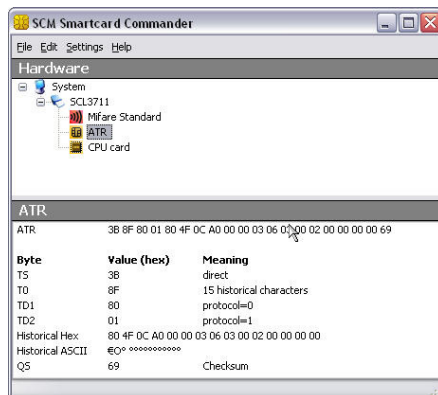 SCM Smartcard Commander
File Edit Settings Help
Hardware
System
SCL3711
Mifare Standard
ATR
CPU card
ATR
ATR 3B 8F 80 01 80 4F 0C A0 00 00 03 06 03 00 02 00 00 00 00 69
Byte Value (hex) Meaning
TS 3B direct
T0 8F 15 historical characters
TD1 80 protocol=0
TD2 01 protocol=1
Historical Hex 80 4F 0C A0 00 00 03 06 03 00 02 00 00 00 00
Historical ASCII €O° °°°°°°°°°°°
QS 69 Checksum